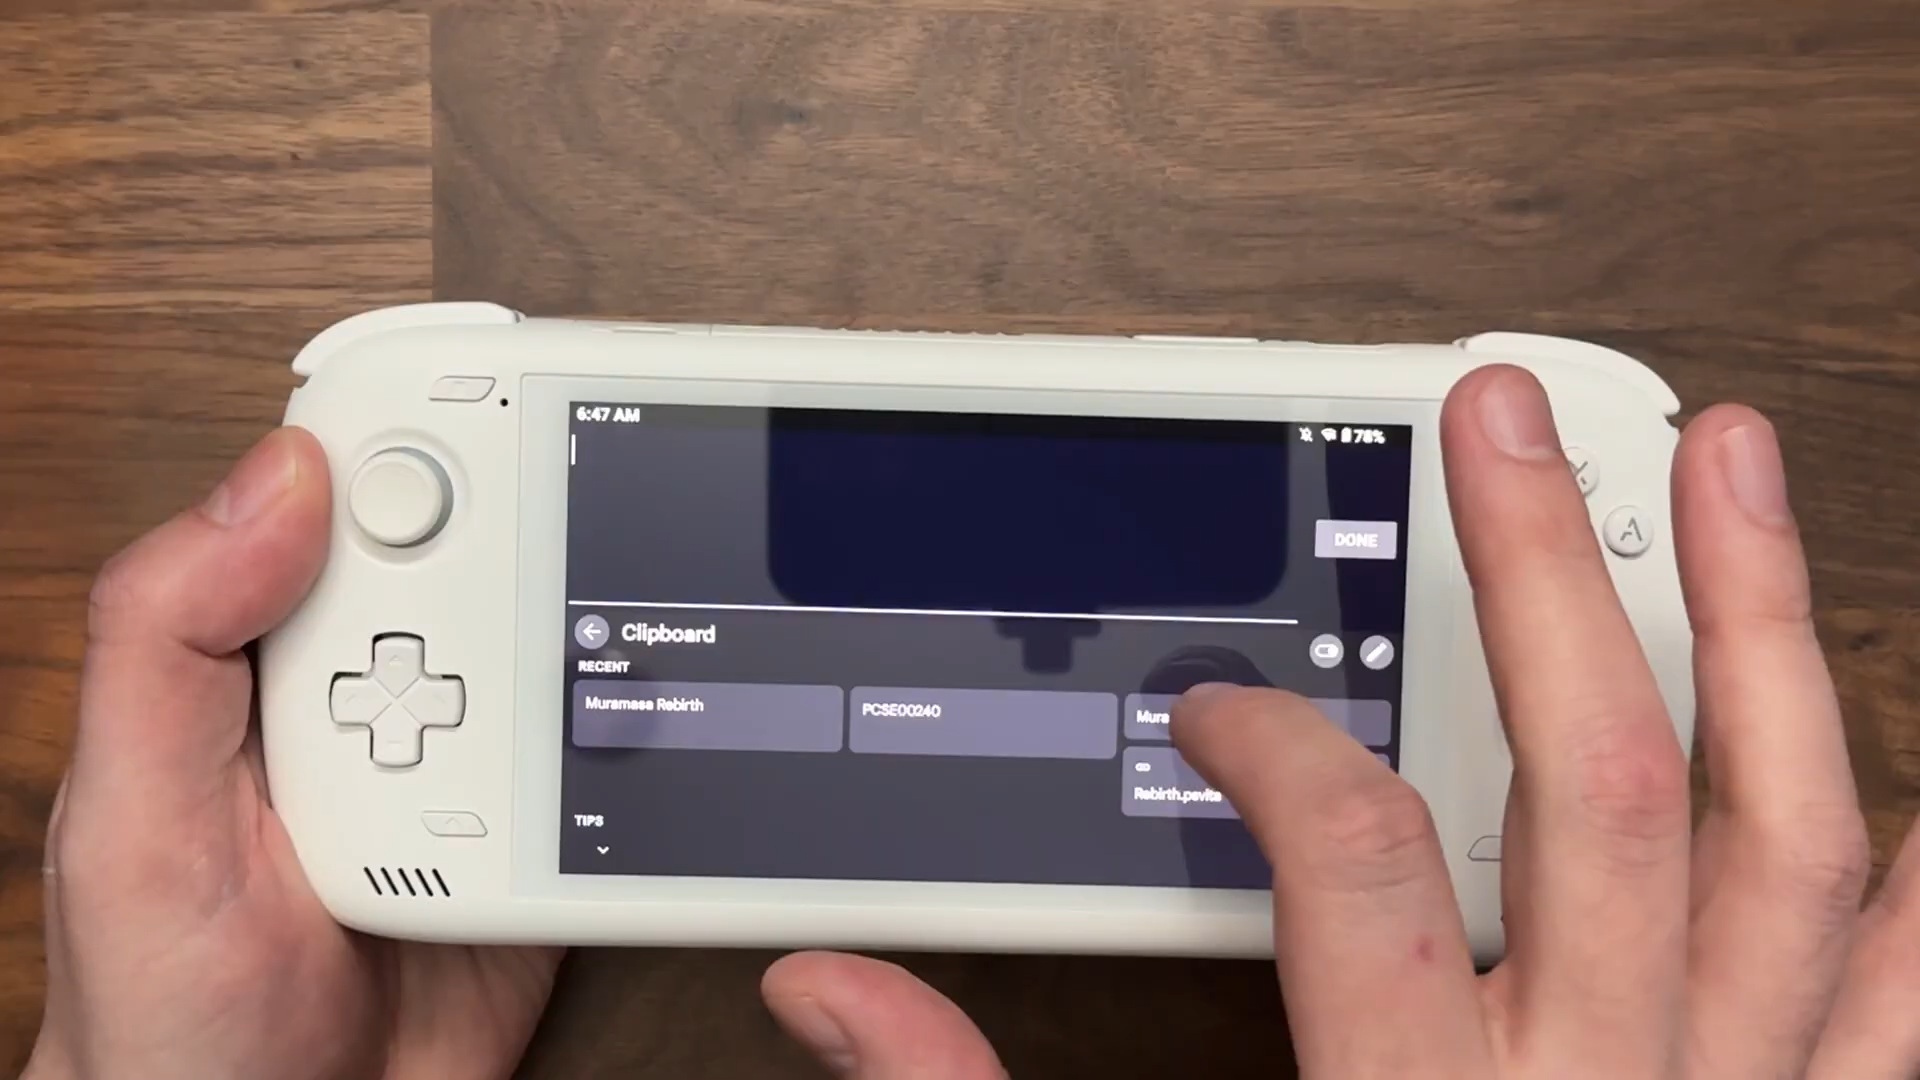 6:47 AM
78%
DONE
Clipboard
RECENT
Muramasa Rebirth
PCSE00240
Mura
Rebirth.psvita
TIPS
X
A